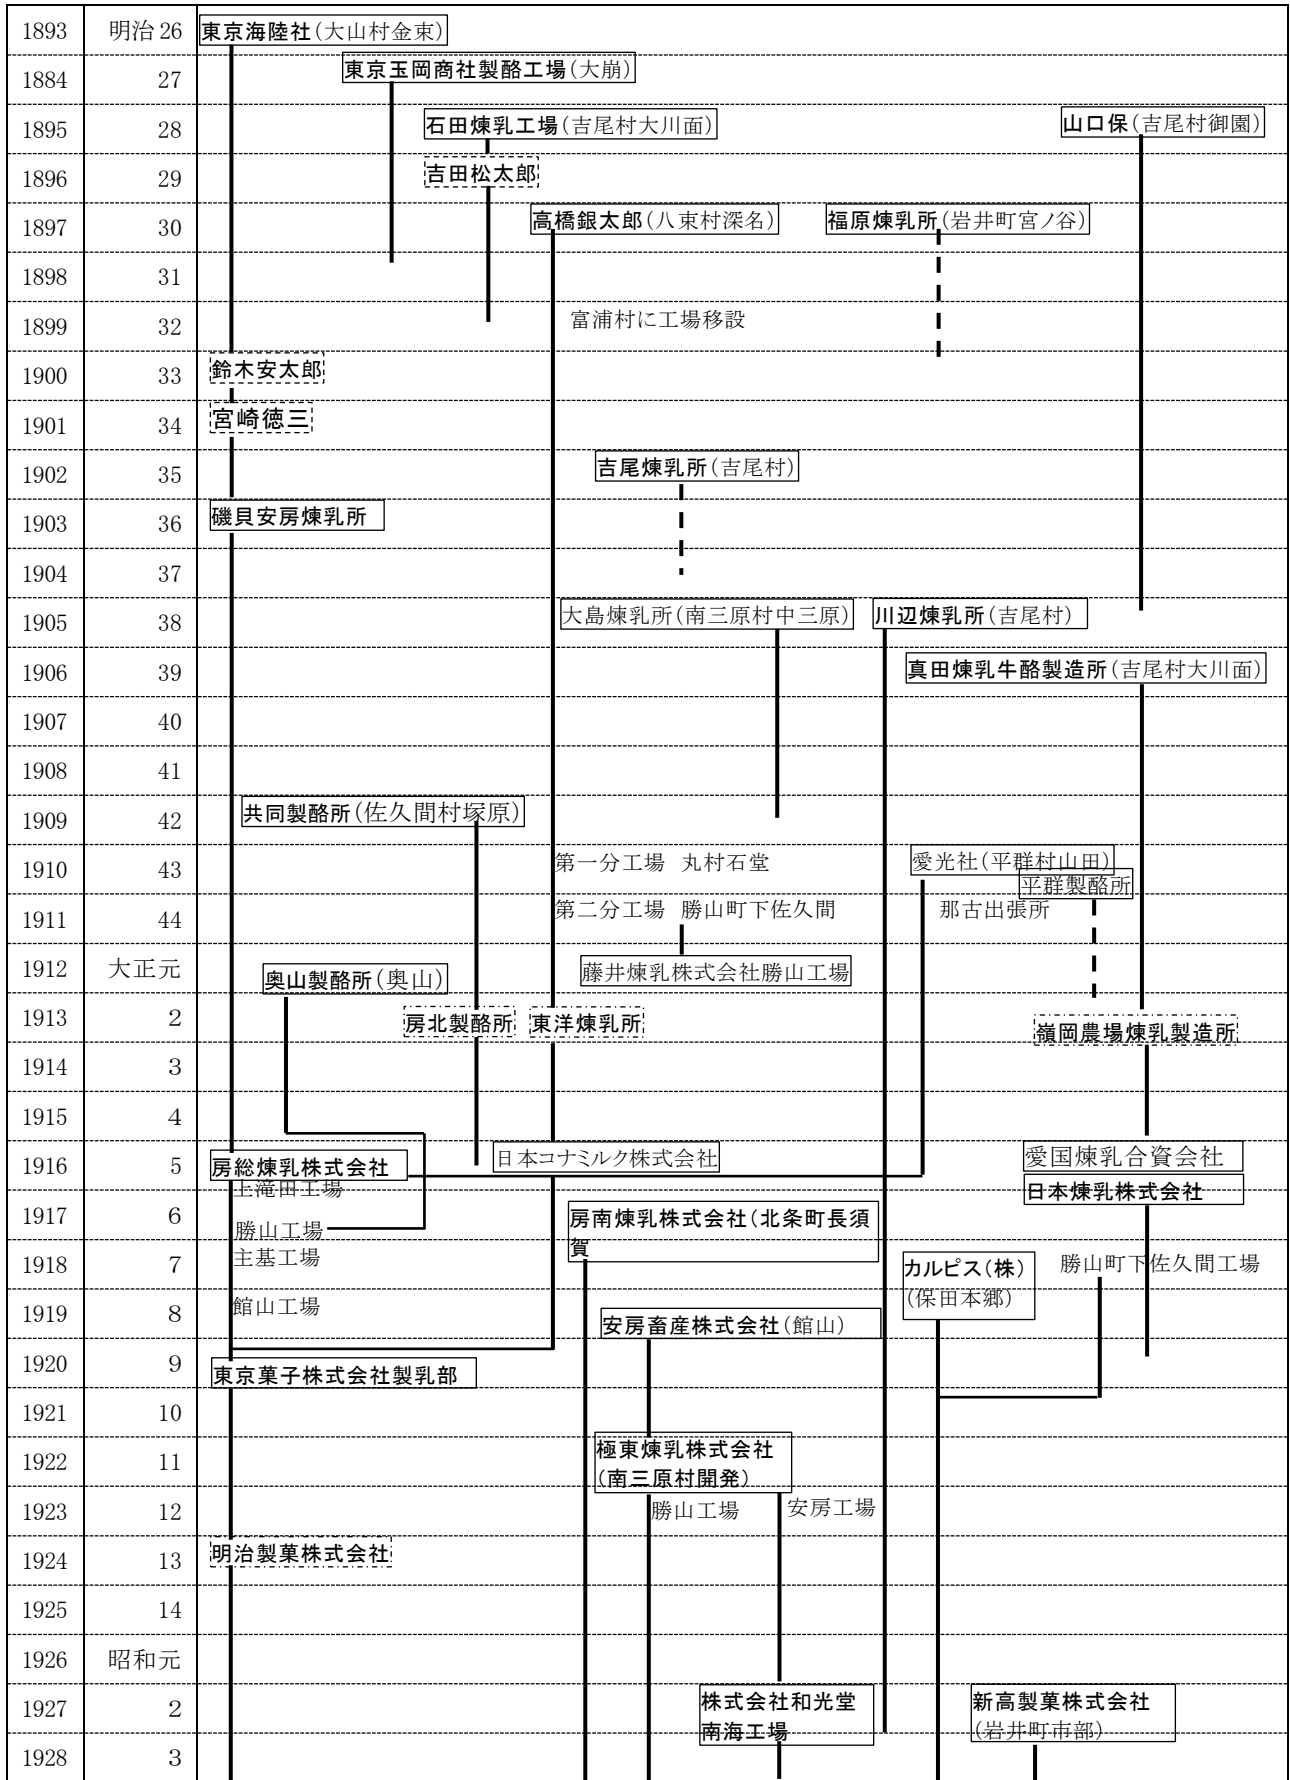 1893 明治26 東京海陸社(大山村金束)
1884 27 東京玉岡商社製酪工場(大崩)
1895 28 石田煉乳工場(吉尾村大川面) 山口保(吉尾村御園)
1896 29 吉田松太郎
1897 30 高橋銀太郎(八束村深名) 福原煉乳所(岩井町宮ノ谷)
1898 31
1899 32 富浦村に工場移設
1900 33 鈴木安太郎
1901 34 宮崎徳三
1902 35 吉尾煉乳所(吉尾村)
1903 36 磯貝安房煉乳所
1904 37
1905 38 大島煉乳所(南三原村中三原) 川辺煉乳所(吉尾村)
1906 39 真田煉乳牛酪製造所(吉尾村大川面)
1907 40
1908 41
1909 42 共同製酪所(佐久間村塚原)
1910 43 第一分工場 丸村石堂 愛光社(平群村山田)
平群製酪所
1911 44 第二分工場 勝山町下佐久間 那古出張所
1912 大正元 奥山製酪所(奥山) 藤井煉乳株式会社勝山工場
1913 2 房北製酪所 東洋煉乳所 嶺岡農場煉乳製造所
1914 3
1915 4
1916 5 房総煉乳株式会社 日本コナミルク株式会社 愛国煉乳合資会社
上滝田工場 日本煉乳株式会社
1917 6 勝山工場 房南煉乳株式会社(北条町長須
賀
1918 7 主基工場 カルピス(株) 勝山町下佐久間工場
(保田本郷)
1919 8 館山工場 安房畜産株式会社(館山)
1920 9 東京菓子株式会社製乳部
1921 10
1922 11 極東煉乳株式会社
(南三原村開発)
1923 12 勝山工場 安房工場
1924 13 明治製菓株式会社
1925 14
1926 昭和元
1927 2 株式会社和光堂 新高製菓株式会社
南海工場 (岩井町市部)
1928 3